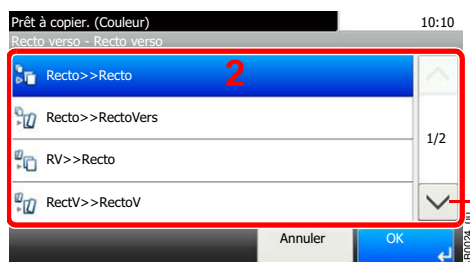 Prêt à copier. (Couleur) 10:10
Recto verso - Recto verso
Recto>>Recto
2
Recto>>RectoVers
1/2
RV>>Recto
RectV>>RectoV
Annuler OK